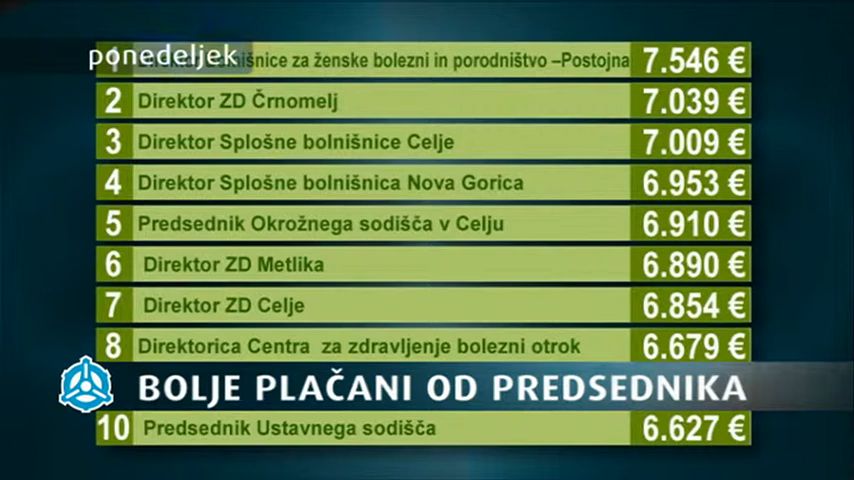 ponedeljek
za ženske bolezni in porodništvo –Postojna 7.546 €
2 Direktor ZD Črnomelj 7.039 €
3 Direktor Splošne bolnišnice Celje 7.009 €
4 Direktor Splošne bolnišnica Nova Gorica 6.953 €
5 Predsednik Okrožnega sodišča v Celju 6.910 €
6 Direktor ZD Metlika 6.890 €
7 Direktor ZD Celje 6.854 €
8 Direktorica Centra za zdravljenje bolezni otrok 6.679 €
BOLJE PLAČANI OD PREDSEDNIKA
10 Predsednik Ustavnega sodišča 6.627 €